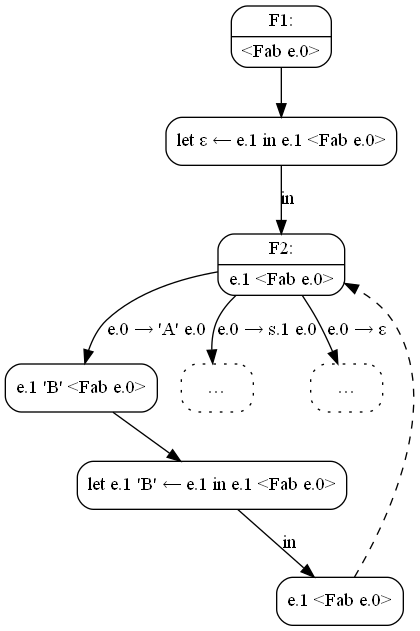 F1:
<Fab e.0>
let ε ← e.1 in e.1 <Fab e.0>
in
F2:
e.1 <Fab e.0>
e.0 → 'A' e.0
e.0 → s.1 e.0
e.0 → ε
e.1 'B' <Fab e.0>
...
...
let e.1 'B' ← e.1 in e.1 <Fab e.0>
in
e.1 <Fab e.0>